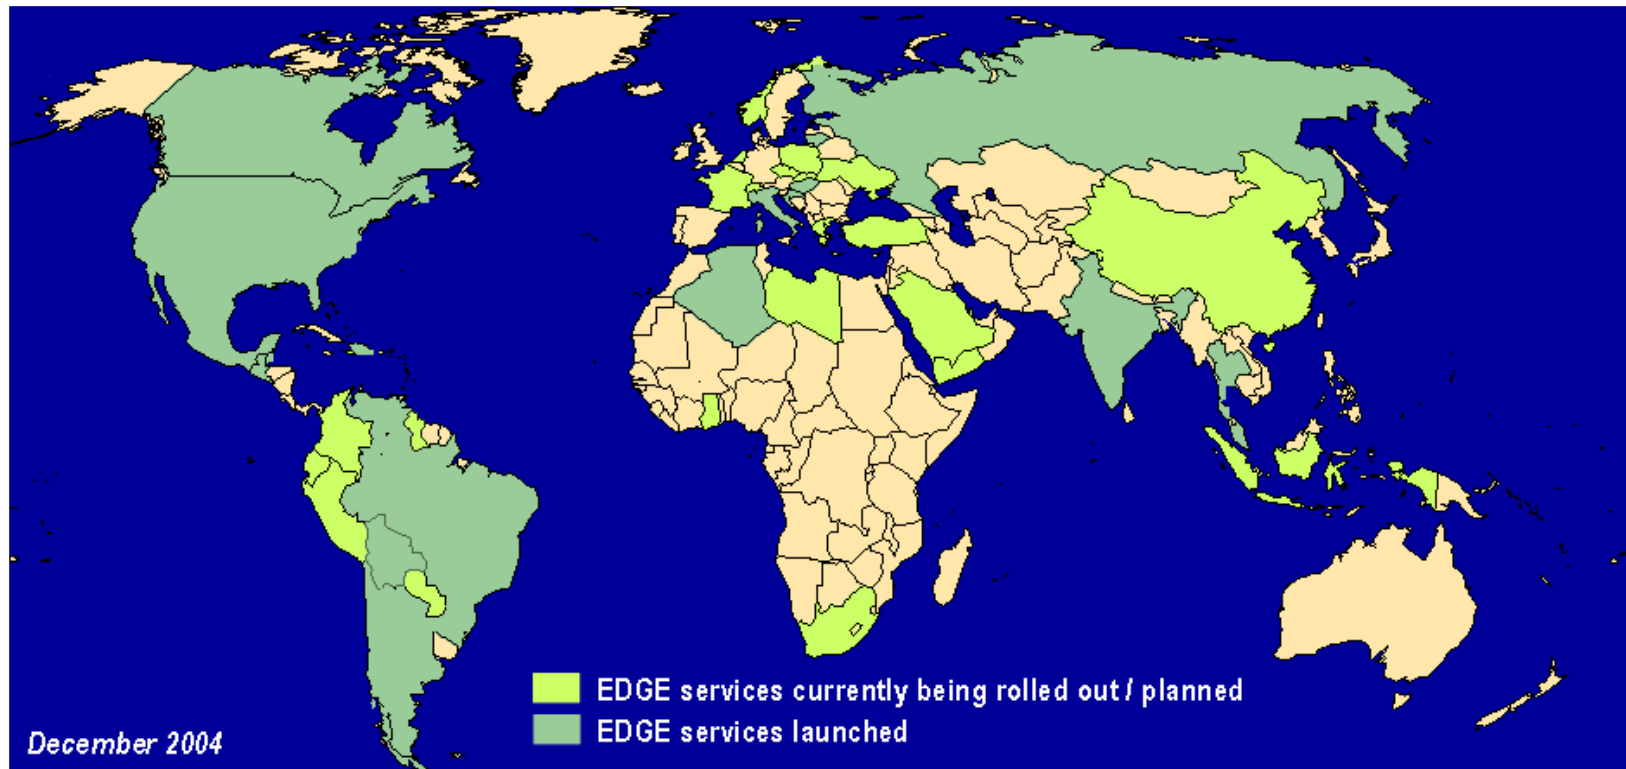 EDGE services currently being rolled out / planned
EDGE services launched
December 2004